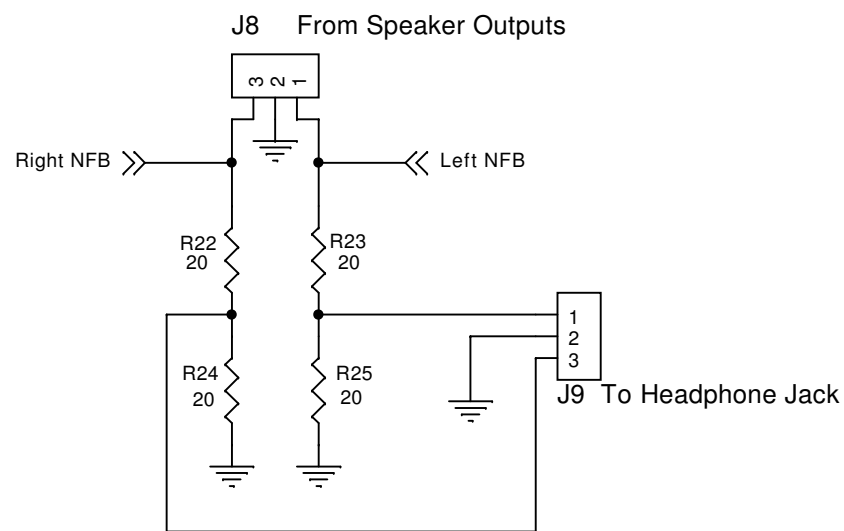 J8 From Speaker Outputs
3 2 1
Right NFB
Left NFB
R22
20
R23
20
1
2
3
R24
20
R25
20
J9 To Headphone Jack